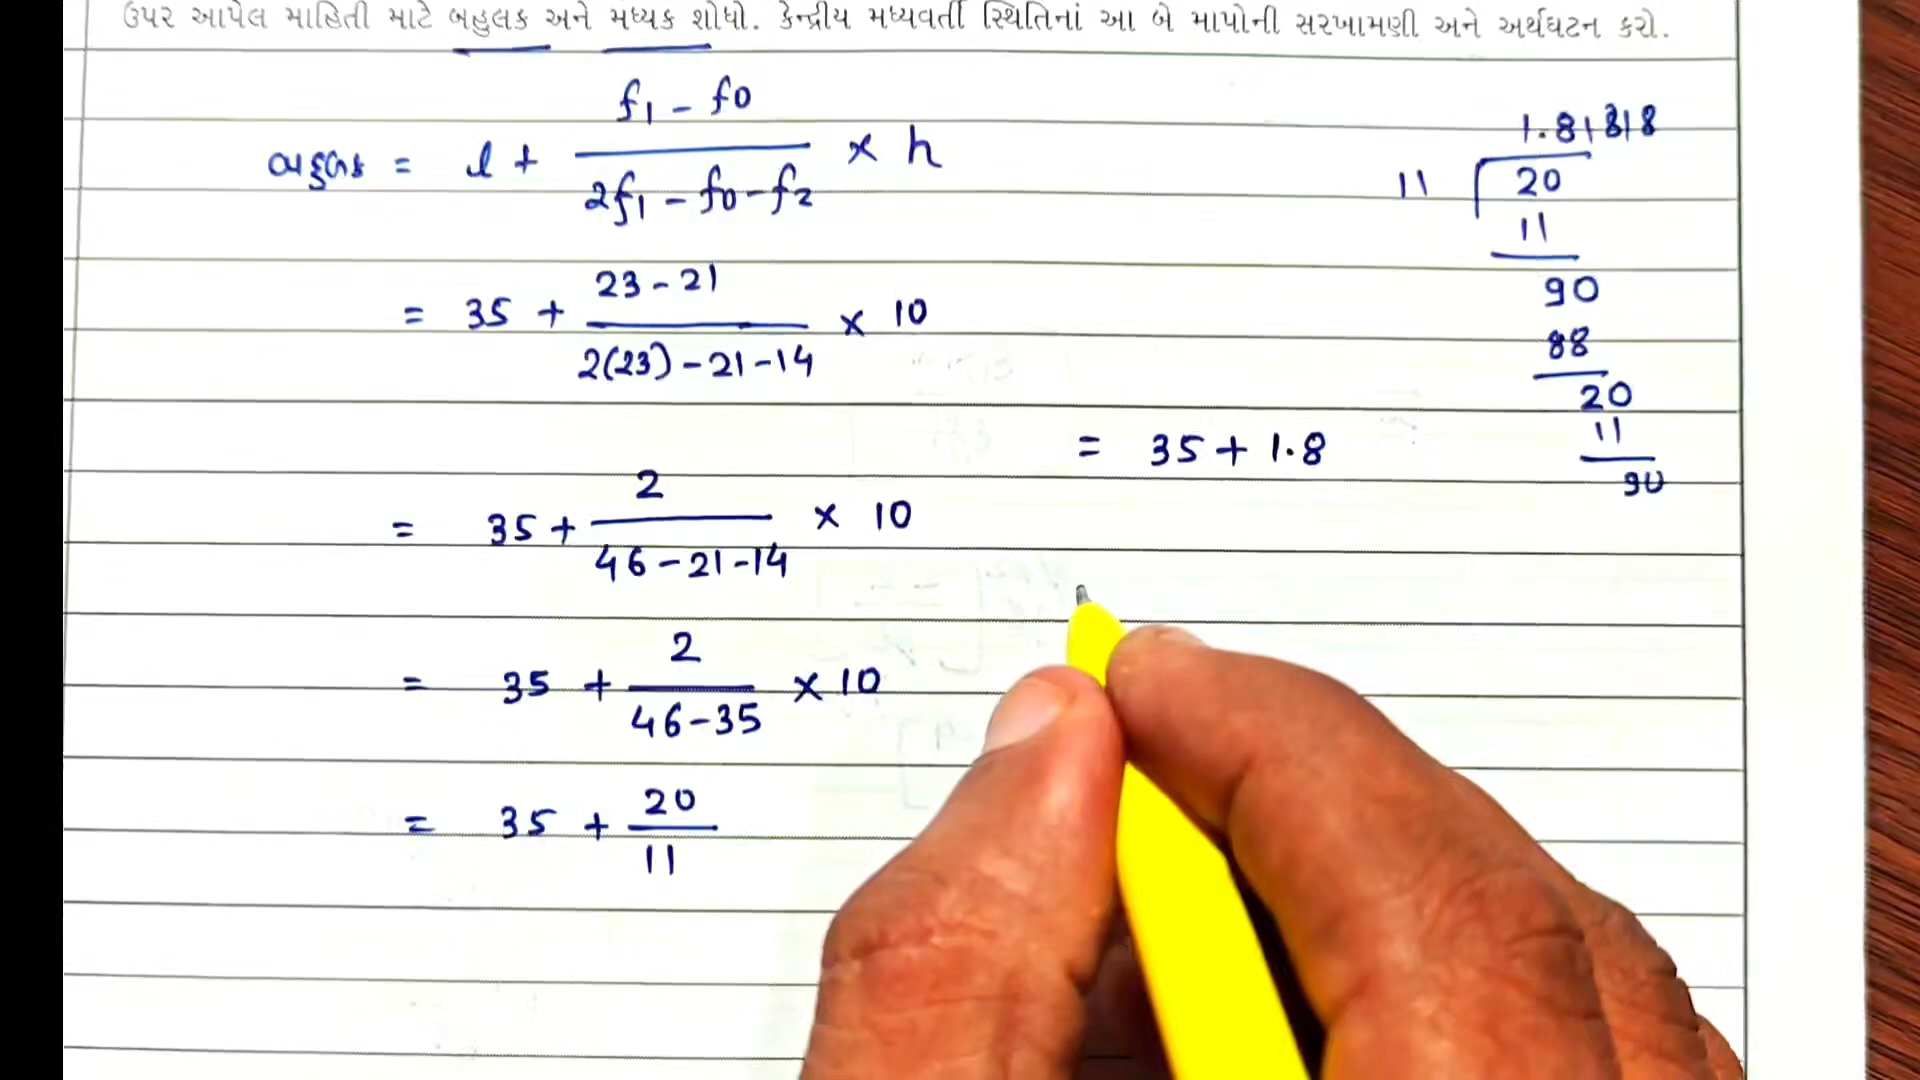 ઉપર આપેલ માહિતી માટે બહુલક અને મધ્યક શોધો. કેન્દ્રીય મધ્યવર્તી સ્થિતિનાં આ બે માપોની સરખામણી અને અર્થઘટન કરો.
બહુલક = l + (f1 - f0) / (2f1 - f0 - f2) × h
= 35 + (23 - 21) / (2(23) - 21 - 14) × 10
= 35 + 2 / (46 - 21 - 14) × 10
= 35 + 2 / (46 - 35) × 10
= 35 + 20 / 11
= 35 + 1.8
1.81818
11 20
11
90
88
20
11
90